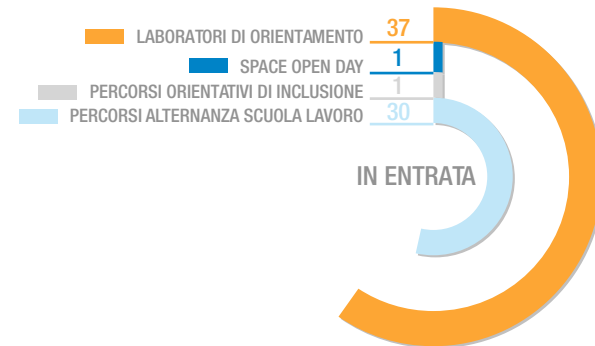 LABORATORI DI ORIENTAMENTO 37
SPACE OPEN DAY 1
PERCORSI ORIENTATIVI DI INCLUSIONE 1
PERCORSI ALTERNANZA SCUOLA LAVORO 30
IN ENTRATA